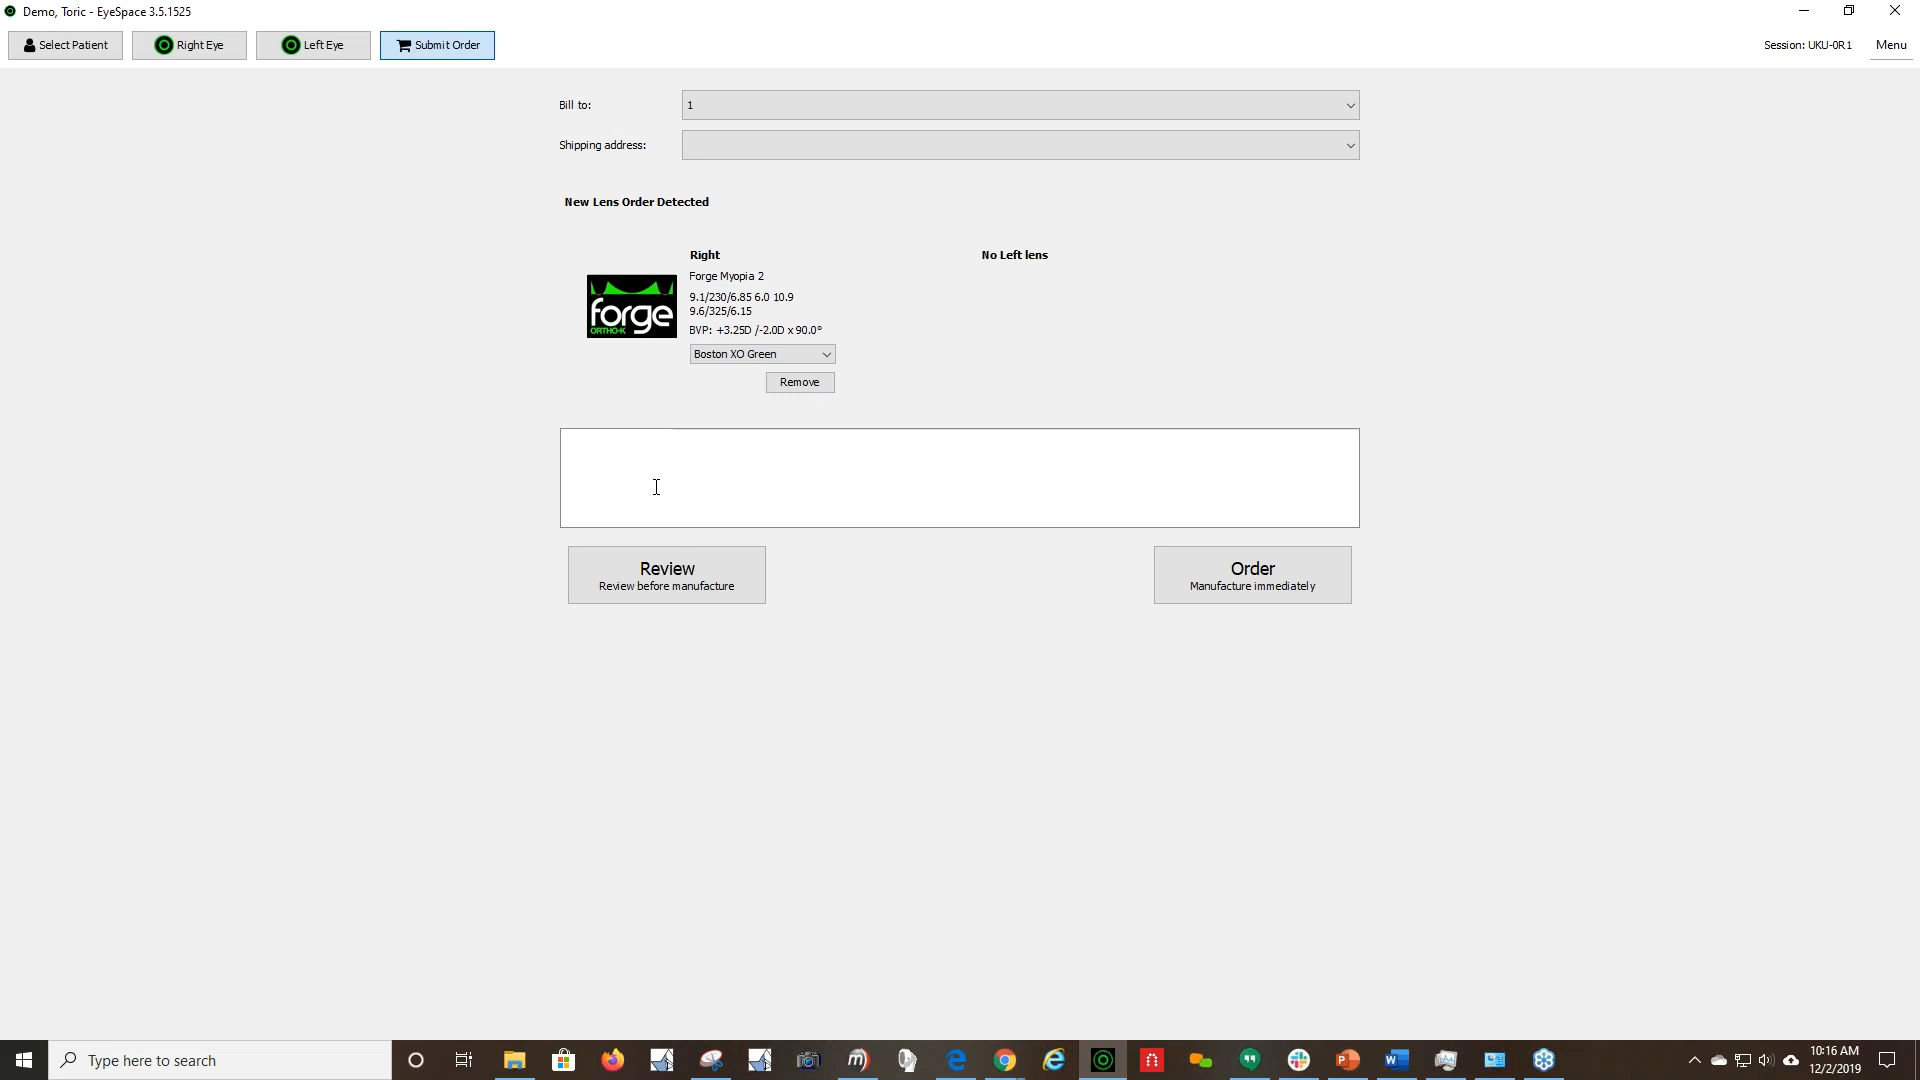 Demo, Toric - EyeSpace 3.5.1525
Select Patient
Right Eye
Left Eye
Submit Order
Session: UKU-0R1
Menu
Bill to:
1
Shipping address:
New Lens Order Detected
Right
No Left lens
forge
ORTHO-K
Forge Myopia 2
9.1/230/6.85 6.0 10.9
9.6/325/6.15
BVP: +3.25D /-2.0D x 90.0°
Boston XO Green
Remove
Review
Review before manufacture
Order
Manufacture immediately
Type here to search
10:16 AM
12/2/2019